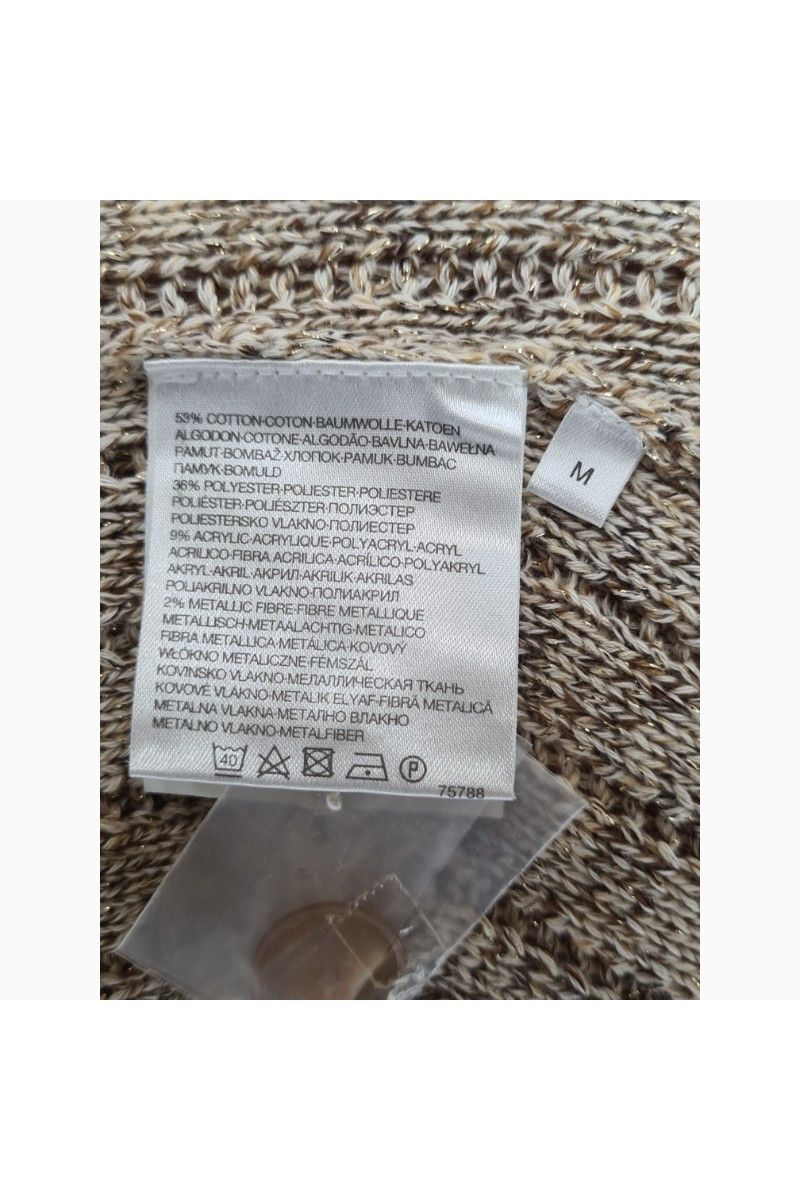 53% COTTON·COTON·BAUMWOLLE·KATOEN
ALGODON·COTONE·ALGODÃO·BAVLNA·BAWEŁNA
PAMUT·BOMBAŽ·ХЛОПОК·PAMUK·BUMBAC
ПАМУК·BOMULD
36% POLYESTER·POLIESTER·POLIESTERE
POLIÉSTER·POLIÉSZTER·ПОЛИЭСТЕР
POLIESTERSKO VLAKNO·ПОЛИЕСТЕР
9% ACRYLIC·ACRYLIQUE·POLYACRYL·ACRYL
ACRILICO·FIBRA ACRILICA·ACRÍLICO·POLYAKRYL
AKRYL·AKRIL·АКРИЛ·AKRILIK·AKRILAS
POLIAKRILNO VLAKNO·ПОЛИАКРИЛ
2% METALLIC FIBRE·FIBRE METALLIQUE
METALLISCH·METAALACHTIG·METALICO
FIBRA METALLICA·METÁLICA·KOVOVÝ
WŁÓKNO METALICZNE·FÉMSZÁL
KOVINSKO VLAKNO·МЕЛАЛЛИЧЕСКАЯ ТКАНЬ
KOVOVÉ VLAKNO·METALIK ELYAF·FIBRĂ METALICĂ
METALNA VLAKNA·МЕТАЛНО ВЛАКНО
METALNO VLAKNO·METALFIBER
40 P
75788
M